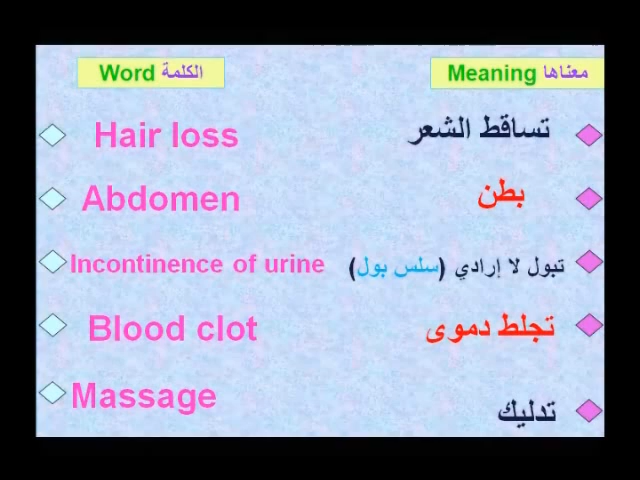 Word الكلمة
Meaning معناها
Hair loss تساقط الشعر
Abdomen بطن
Incontinence of urine تبول لا إرادي (سلس بول)
Blood clot تجلط دموى
Massage تدليك